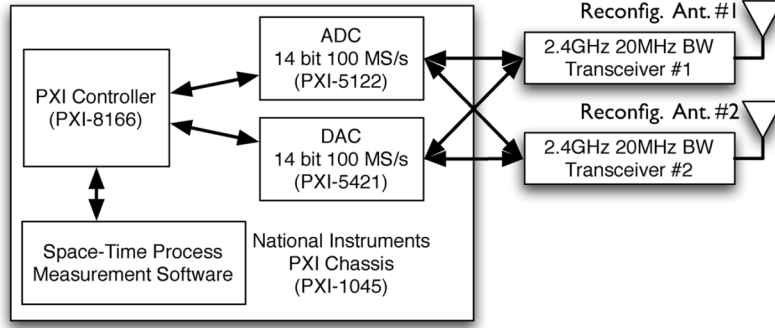 Reconfig. Ant. #1
ADC
14 bit 100 MS/s
(PXI-5122)
2.4GHz 20MHz BW
Transceiver #1
PXI Controller
(PXI-8166)
Reconfig. Ant. #2
DAC
14 bit 100 MS/s
(PXI-5421)
2.4GHz 20MHz BW
Transceiver #2
Space-Time Process
Measurement Software
National Instruments
PXI Chassis
(PXI-1045)